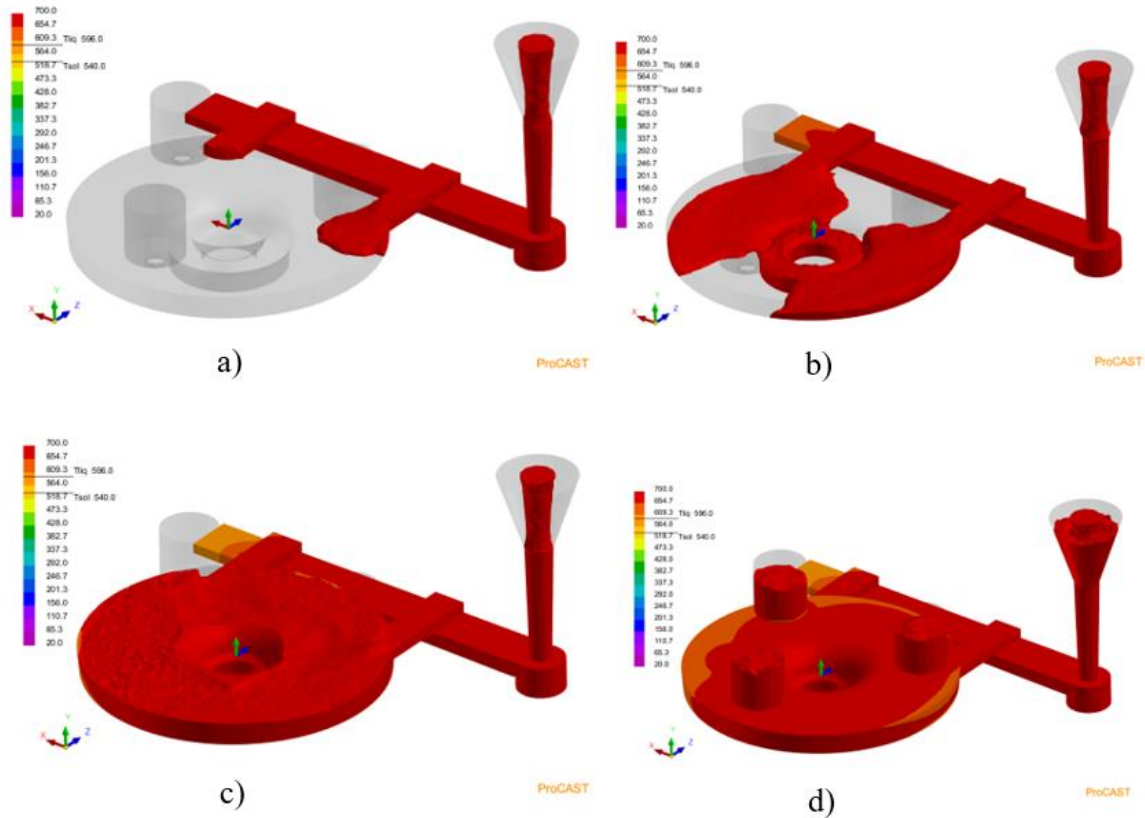 700.0
654.7
609.3 Tliq 596.0
564.0
518.7 Tsol 540.0
473.3
428.0
382.7
337.3
292.0
246.7
201.3
156.0
110.7
65.3
20.0
X Y Z
a)
ProCAST
700.0
654.7
609.3 Tliq 596.0
564.0
518.7 Tsol 540.0
473.3
428.0
382.7
337.3
292.0
246.7
201.3
156.0
110.7
65.3
20.0
X Y Z
b)
ProCAST
700.0
654.7
609.3 Tliq 596.0
564.0
518.7 Tsol 540.0
473.3
428.0
382.7
337.3
292.0
246.7
201.3
156.0
110.7
65.3
20.0
X Y Z
c)
ProCAST
700.0
654.7
609.3 Tliq 596.0
564.0
518.7 Tsol 540.0
473.3
428.0
382.7
337.3
292.0
246.7
201.3
156.0
110.7
65.3
20.0
X Y Z
d)
ProCAST